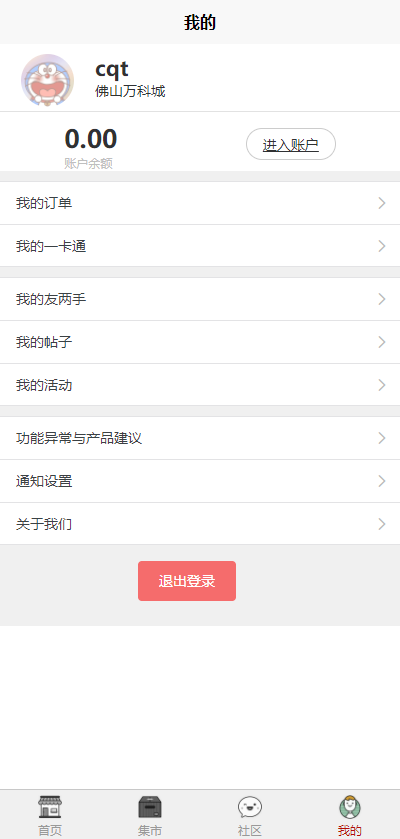 我的
cqt
佛山万科城
0.00
账户余额
进入账户
我的订单
我的一卡通
我的友两手
我的帖子
我的活动
功能异常与产品建议
通知设置
关于我们
退出登录
首页
集市
社区
我的